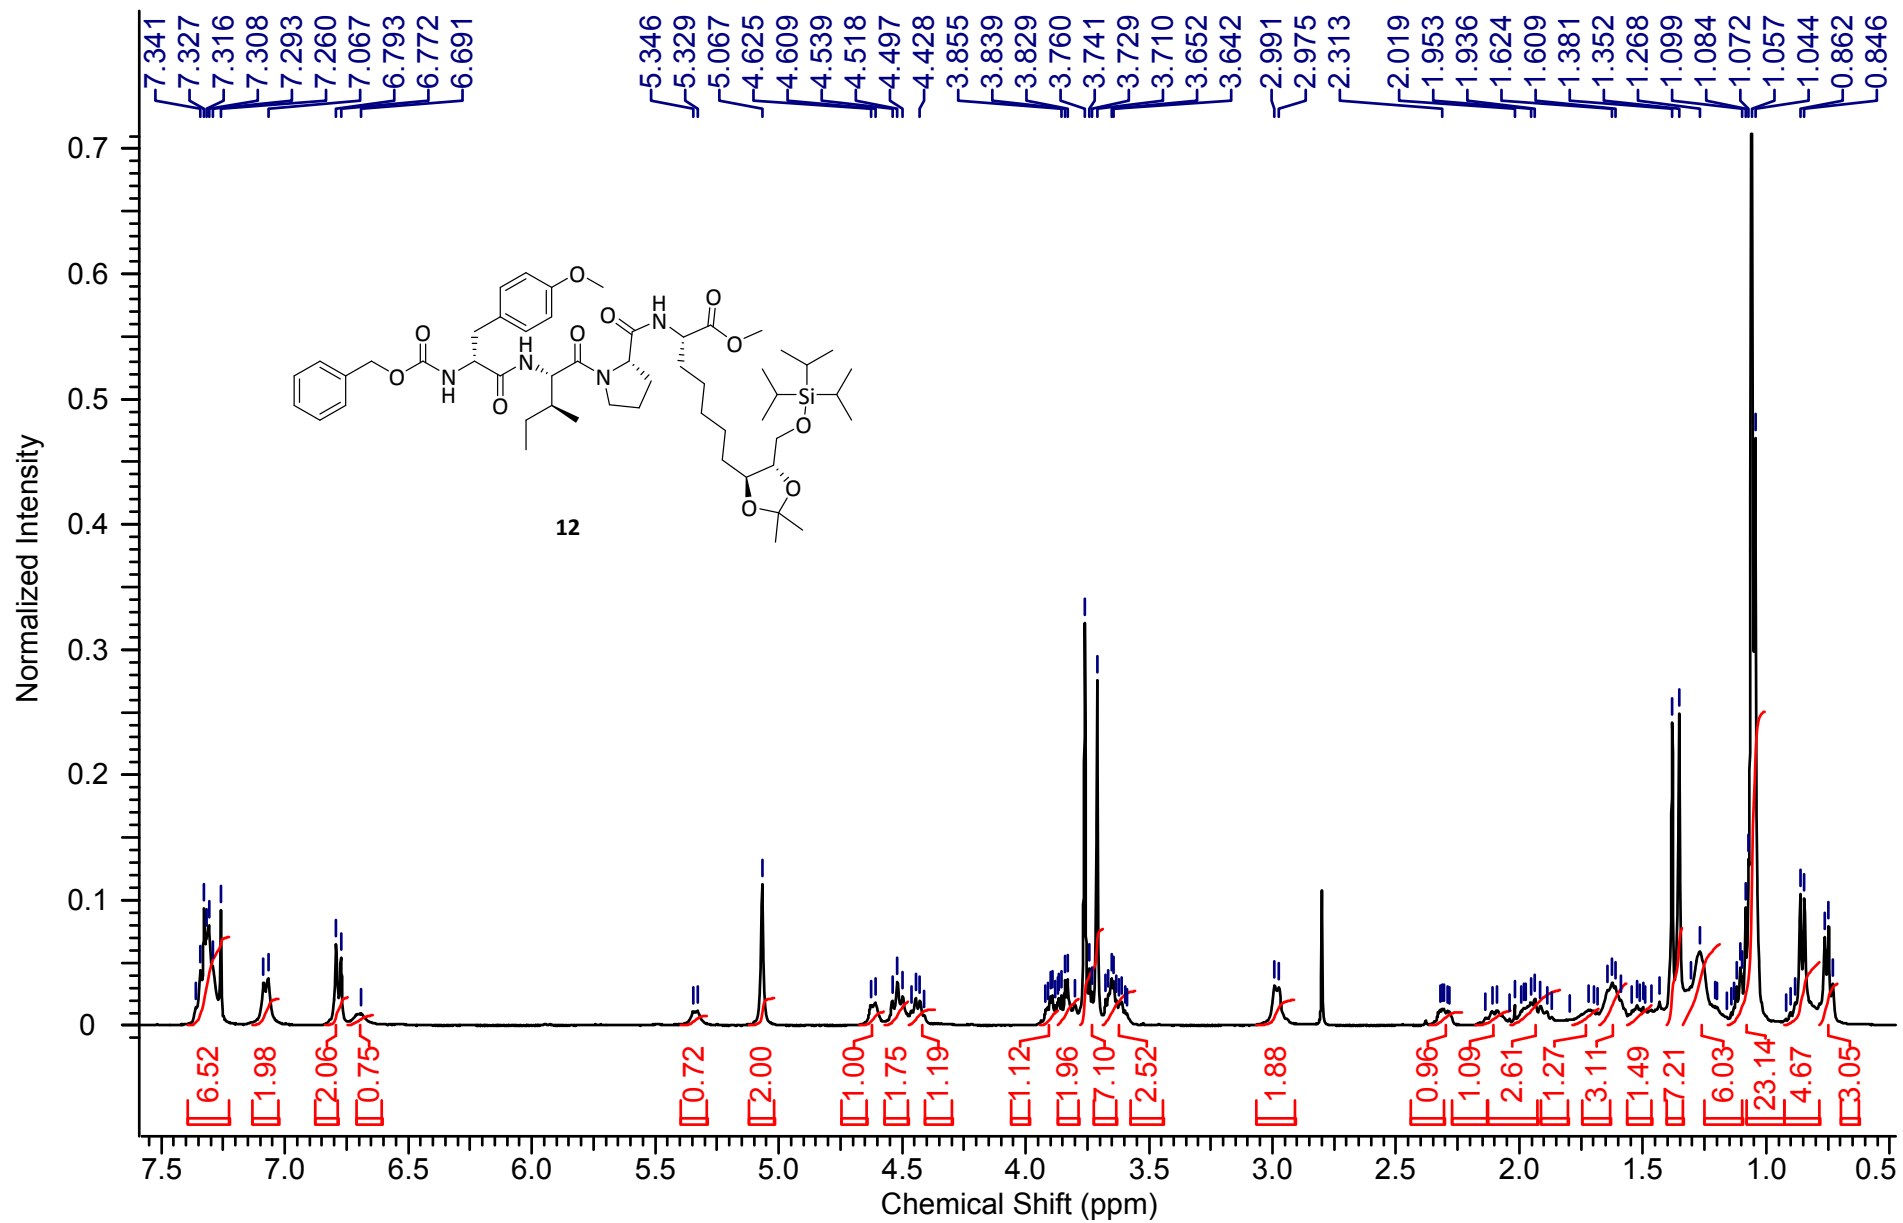 7.341 7.327 7.316 7.308 7.293 7.260 7.067 6.793 6.772 6.691 5.346 5.329 5.067 4.625 4.609 4.539 4.518 4.497 4.428 3.855 3.839 3.829 3.760 3.741 3.729 3.710 3.652 3.642 2.991 2.975 2.313 2.019 1.953 1.936 1.624 1.609 1.381 1.352 1.268 1.099 1.084 1.072 1.057 1.044 0.862 0.846
0.7
0.6
0.5
0.4
0.3
0.2
0.1
0
Normalized Intensity
O
O
O
N
H
O
H
N
O
N
O
H
N
O
O
Si
O
O
O
12
6.52 1.98 2.06 0.75 0.72 2.00 1.00 1.75 1.19 1.12 1.96 7.10 2.52 1.88 0.96 1.09 2.61 1.27 3.11 1.49 7.21 6.03 23.14 4.67 3.05
7.5 7.0 6.5 6.0 5.5 5.0 4.5 4.0 3.5 3.0 2.5 2.0 1.5 1.0 0.5
Chemical Shift (ppm)